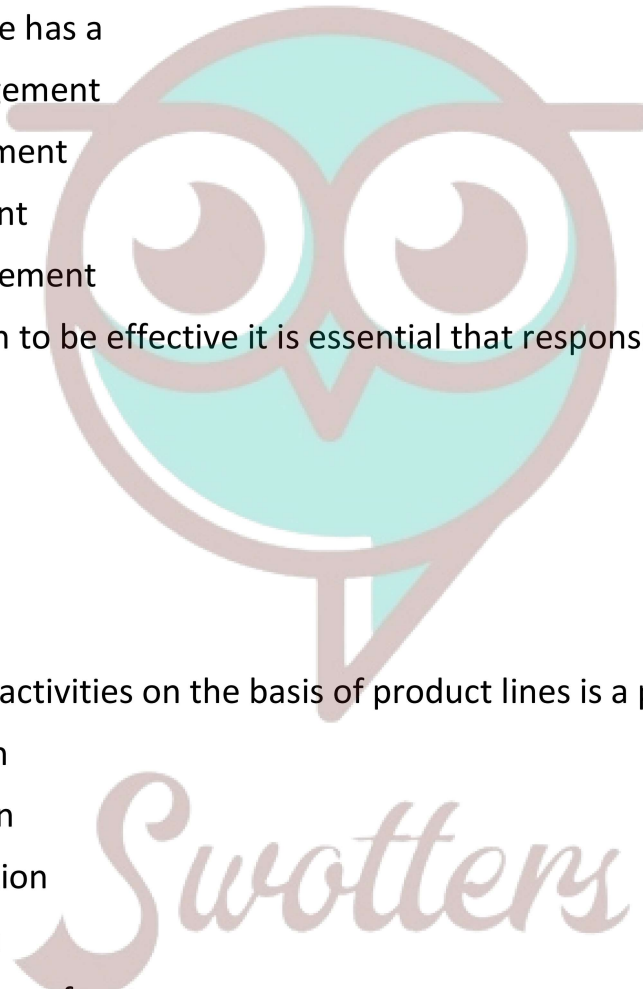 e has a
ement
ment
nt
ement
n to be effective it is essential that respons
activities on the basis of product lines is a p
n
n
ion
Swotters